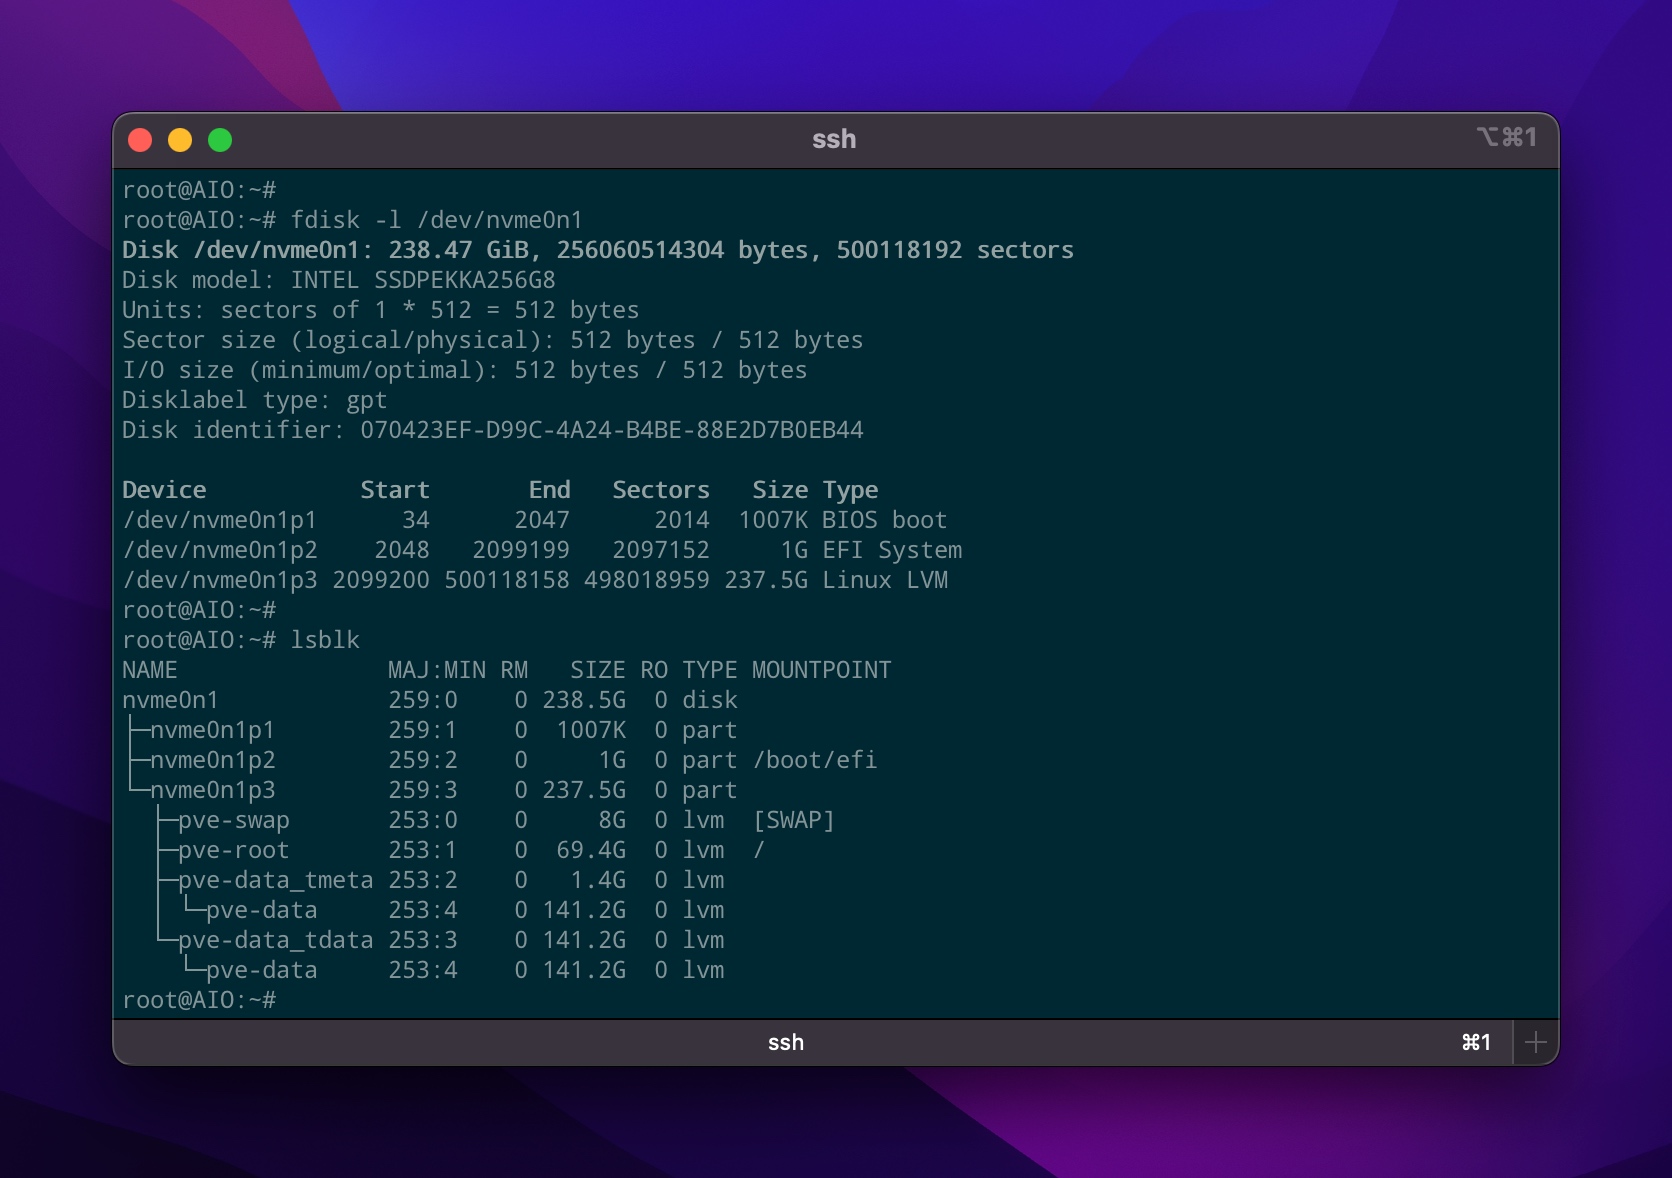 ssh
⌥⌘1
root@AIO:~#
root@AIO:~# fdisk -l /dev/nvme0n1
Disk /dev/nvme0n1: 238.47 GiB, 256060514304 bytes, 500118192 sectors
Disk model: INTEL SSDPEKKA256G8
Units: sectors of 1 * 512 = 512 bytes
Sector size (logical/physical): 512 bytes / 512 bytes
I/O size (minimum/optimal): 512 bytes / 512 bytes
Disklabel type: gpt
Disk identifier: 070423EF-D99C-4A24-B4BE-88E2D7B0EB44

Device           Start       End   Sectors   Size Type
/dev/nvme0n1p1      34      2047      2014  1007K BIOS boot
/dev/nvme0n1p2    2048   2099199   2097152     1G EFI System
/dev/nvme0n1p3 2099200 500118158 498018959 237.5G Linux LVM
root@AIO:~#
root@AIO:~# lsblk
NAME               MAJ:MIN RM   SIZE RO TYPE MOUNTPOINT
nvme0n1            259:0    0 238.5G  0 disk
├─nvme0n1p1        259:1    0  1007K  0 part
├─nvme0n1p2        259:2    0     1G  0 part /boot/efi
└─nvme0n1p3        259:3    0 237.5G  0 part
  ├─pve-swap       253:0    0     8G  0 lvm  [SWAP]
  ├─pve-root       253:1    0  69.4G  0 lvm  /
  ├─pve-data_tmeta 253:2    0   1.4G  0 lvm
  │ └─pve-data     253:4    0 141.2G  0 lvm
  └─pve-data_tdata 253:3    0 141.2G  0 lvm
    └─pve-data     253:4    0 141.2G  0 lvm
root@AIO:~#
ssh
⌘1